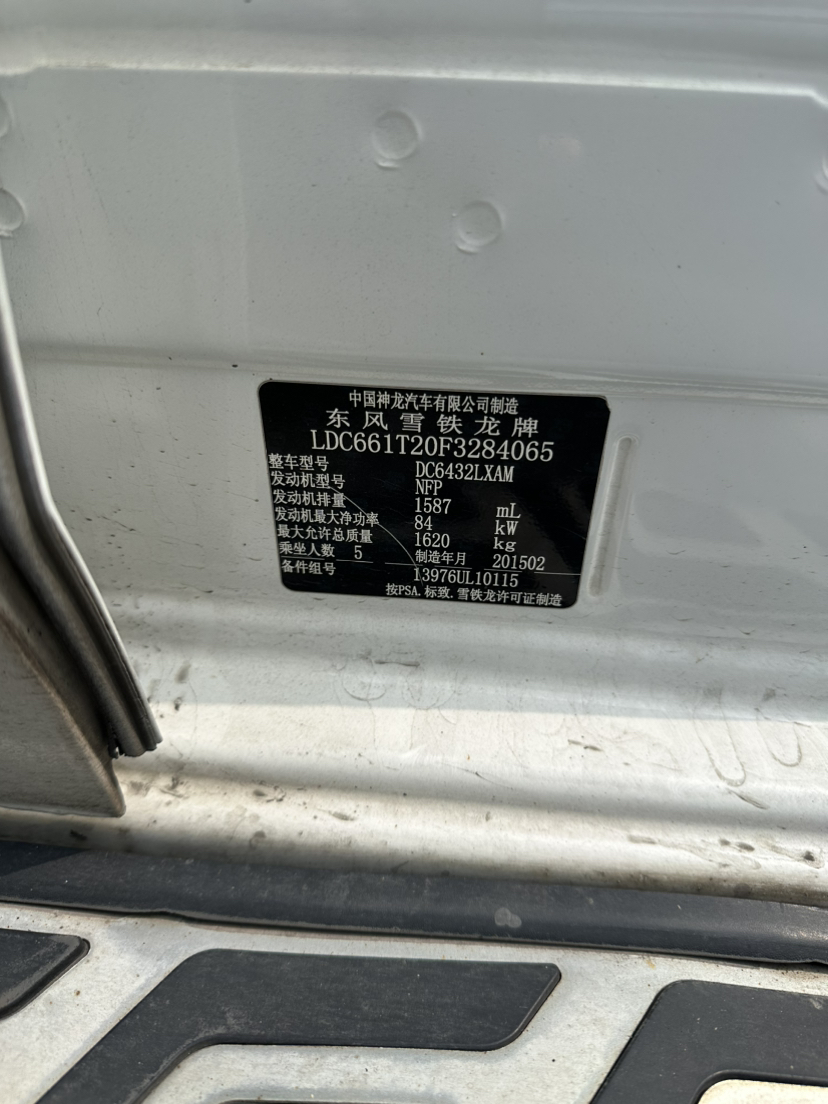 中国神龙汽车有限公司制造
东风雪铁龙牌
LDC661T20F3284065
整车型号 DC6432LXAM
发动机型号 NFP
发动机排量 1587 mL
发动机最大净功率 84 kW
最大允许总质量 1620 kg
乘坐人数 5 制造年月 201502
备件组号 13976UL10115
按PSA.标致.雪铁龙许可证制造